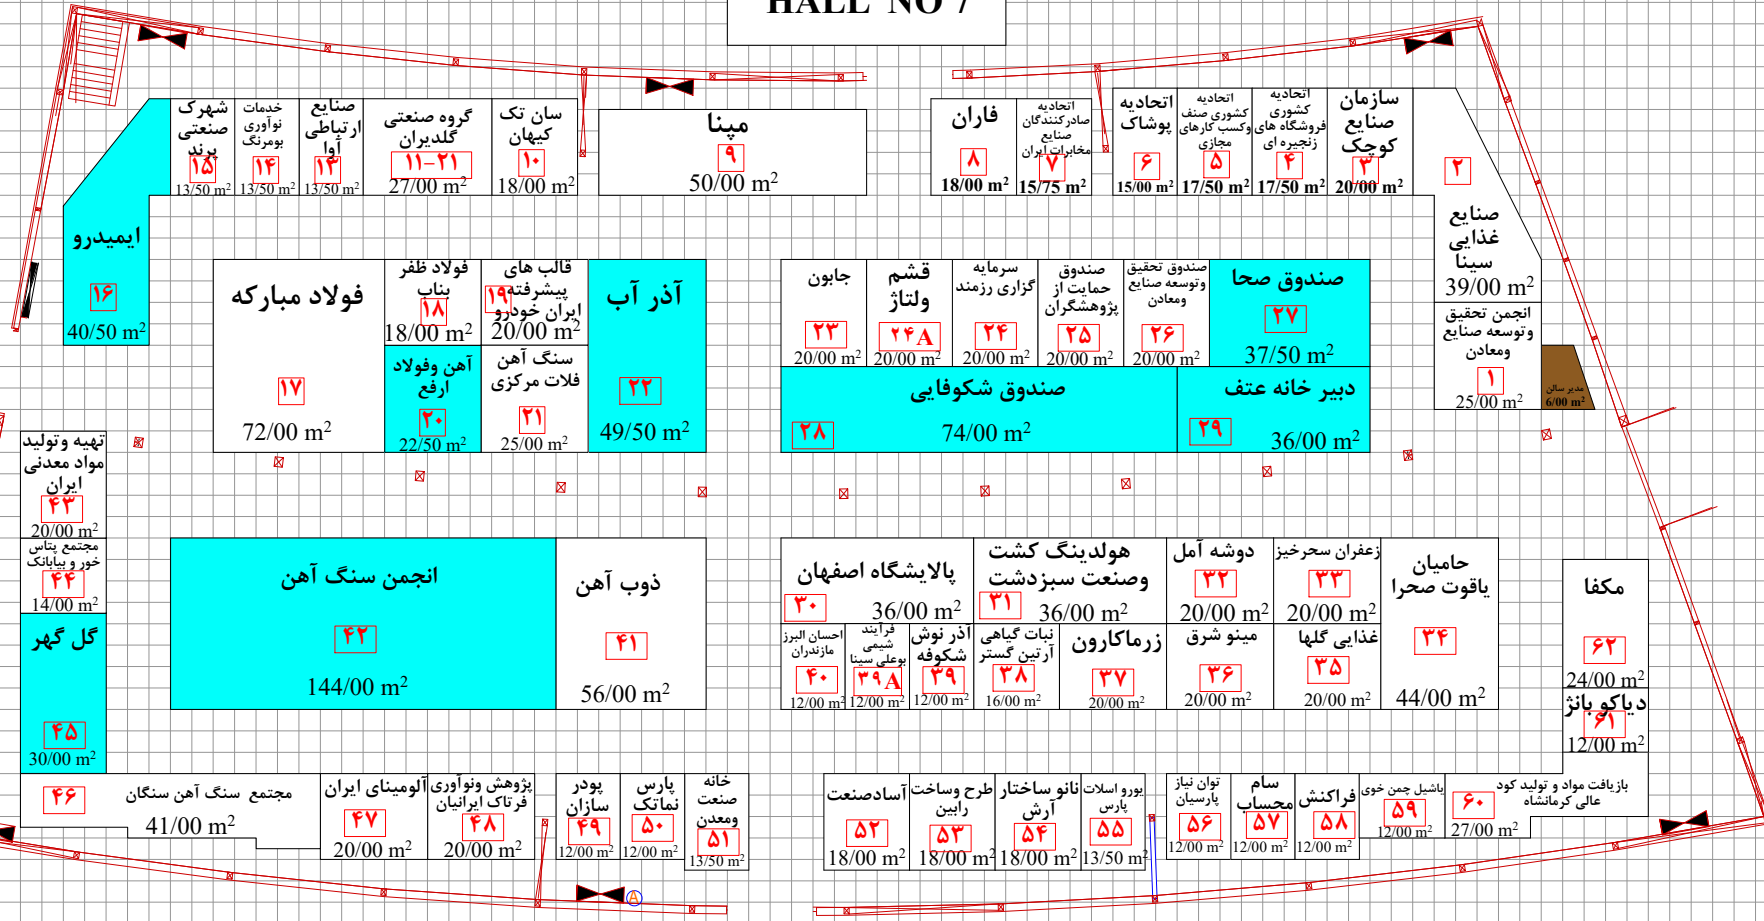 HALL NO 7
شهرک
صنعتی
پرند
۱۵
13/50 m²
خدمات
نوآوری
بومرنگ
۱۴
13/50 m²
صنایع
ارتباطی
آوا
۱۳
13/50 m²
گروه صنعتی
گلدیران
۱۱-۲۱
27/00 m²
سان تک
کیهان
۱۰
18/00 m²
مپنا
۹
50/00 m²
فاران
۸
18/00 m²
اتحادیه
صادرکنندگان
صنایع
مخابرات ایران
۷
15/75 m²
اتحادیه
پوشاک
۶
15/00 m²
اتحادیه
کشوری صنف
وکسب کارهای
مجازی
۵
17/50 m²
اتحادیه
کشوری
فروشگاه های
زنجیره ای
۴
17/50 m²
سازمان
صنایع
کوچک
۳
20/00 m²
۲
صنایع
غذایی
سینا
39/00 m²
انجمن تحقیق
وتوسعه صنایع
ومعادن
۱
25/00 m²
مدیر سالن
6/00 m²
ایمیدرو
۱۶
40/50 m²
فولاد مبارکه
۱۷
72/00 m²
فولاد ظفر
بناب
۱۸
18/00 m²
قالب های
پیشرفته
ایران خودرو
۱۹
20/00 m²
آهن وفولاد
ارفع
۲۰
22/50 m²
سنگ آهن
فلات مرکزی
۲۱
25/00 m²
آذر آب
۲۲
49/50 m²
جابون
۲۳
20/00 m²
قشم
ولتاژ
۲۴A
20/00 m²
سرمایه
گزاری رزمند
۲۴
20/00 m²
صندوق
حمایت از
پژوهشگران
۲۵
20/00 m²
صندوق تحقیق
وتوسعه صنایع
ومعادن
۲۶
20/00 m²
صندوق صحا
۲۷
37/50 m²
صندوق شکوفایی
۲۸
74/00 m²
دبیر خانه عتف
۲۹
36/00 m²
تهیه وتولید
مواد معدنی
ایران
۴۳
20/00 m²
مجتمع پتاس
خور و بیابانک
۴۴
14/00 m²
گل گهر
۴۵
30/00 m²
انجمن سنگ آهن
۴۲
144/00 m²
ذوب آهن
۴۱
56/00 m²
پالایشگاه اصفهان
۳۰
36/00 m²
هولدینگ کشت
وصنعت سبزدشت
۳۱
36/00 m²
دوشه آمل
۳۲
20/00 m²
زعفران سحرخیز
۳۳
20/00 m²
حامیان
یاقوت صحرا
۳۴
44/00 m²
احسان البرز
مازندران
۴۰
12/00 m²
فرآیند
شیمی
بوعلی سینا
۳۹A
12/00 m²
آذر نوش
شکوفه
۳۹
12/00 m²
نبات گیاهی
آرتین گستر
۳۸
16/00 m²
زرماکارون
۳۷
20/00 m²
مینو شرق
۳۶
20/00 m²
غذایی گلها
۳۵
20/00 m²
مکفا
۶۲
24/00 m²
دیاکو بانژ
۶۱
12/00 m²
۴۶
مجتمع سنگ آهن سنگان
41/00 m²
آلومینای ایران
۴۷
20/00 m²
پژوهش ونوآوری
فرتاک ایرانیان
۴۸
20/00 m²
پودر
سازان
۴۹
12/00 m²
پارس
نماتک
۵۰
12/00 m²
خانه
صنعت
ومعدن
۵۱
13/50 m²
آسادصنعت
۵۲
18/00 m²
طرح وساخت
رابین
۵۳
18/00 m²
نانو ساختار
آرش
۵۴
18/00 m²
یورو اسلات
پارس
۵۵
13/50 m²
توان نیاز
پارسیان
۵۶
12/00 m²
سام
محساب
۵۷
12/00 m²
فراکنش
۵۸
12/00 m²
یاشیل چمن خوی
۵۹
12/00 m²
بازیافت مواد و تولید کود
عالی کرمانشاه
۶۰
27/00 m²
A